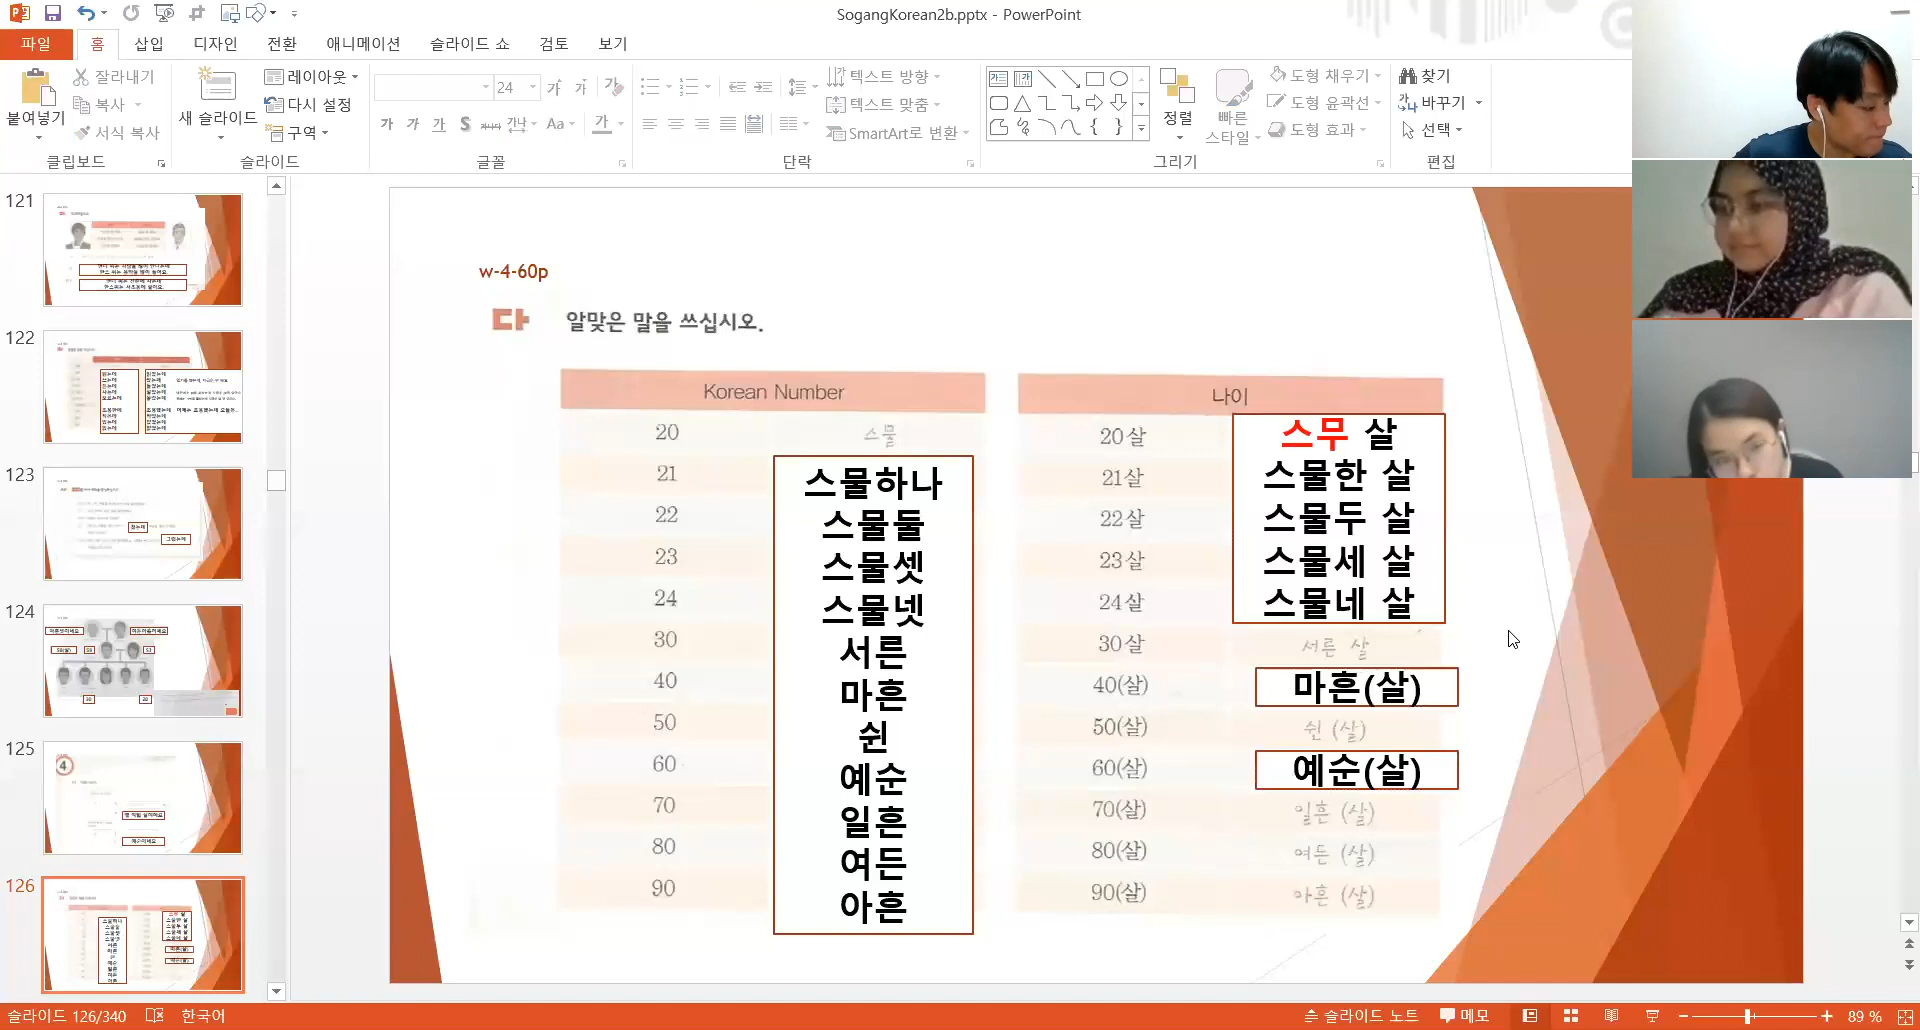 SogangKorean2b.pptx - PowerPoint
파일 홈 삽입 디자인 전환 애니메이션 슬라이드 쇼 검토 보기
붙여넣기
잘라내기
복사
서식 복사
클립보드
새 슬라이드
레이아웃
다시 설정
구역
슬라이드
24
글꼴
텍스트 방향
텍스트 맞춤
SmartArt로 변환
단락
정렬
빠른 스타일
도형 채우기
도형 윤곽선
도형 효과
그리기
찾기
바꾸기
선택
편집
121
122
123
124
125
126
w-4-60p
다 알맞은 말을 쓰십시오.
Korean Number
20 스물
21 스물하나
22 스물둘
23 스물셋
24 스물넷
30 서른
40 마흔
50 쉰
60 예순
70 일흔
80 여든
90 아흔
나이
20살 스무 살
21살 스물한 살
22살 스물두 살
23살 스물세 살
24살 스물네 살
30살 서른 살
40(살) 마흔(살)
50(살) 쉰 (살)
60(살) 예순(살)
70(살) 일흔 (살)
80(살) 여든 (살)
90(살) 아흔 (살)
슬라이드 126/340 한국어 슬라이드 노트 메모 89 %